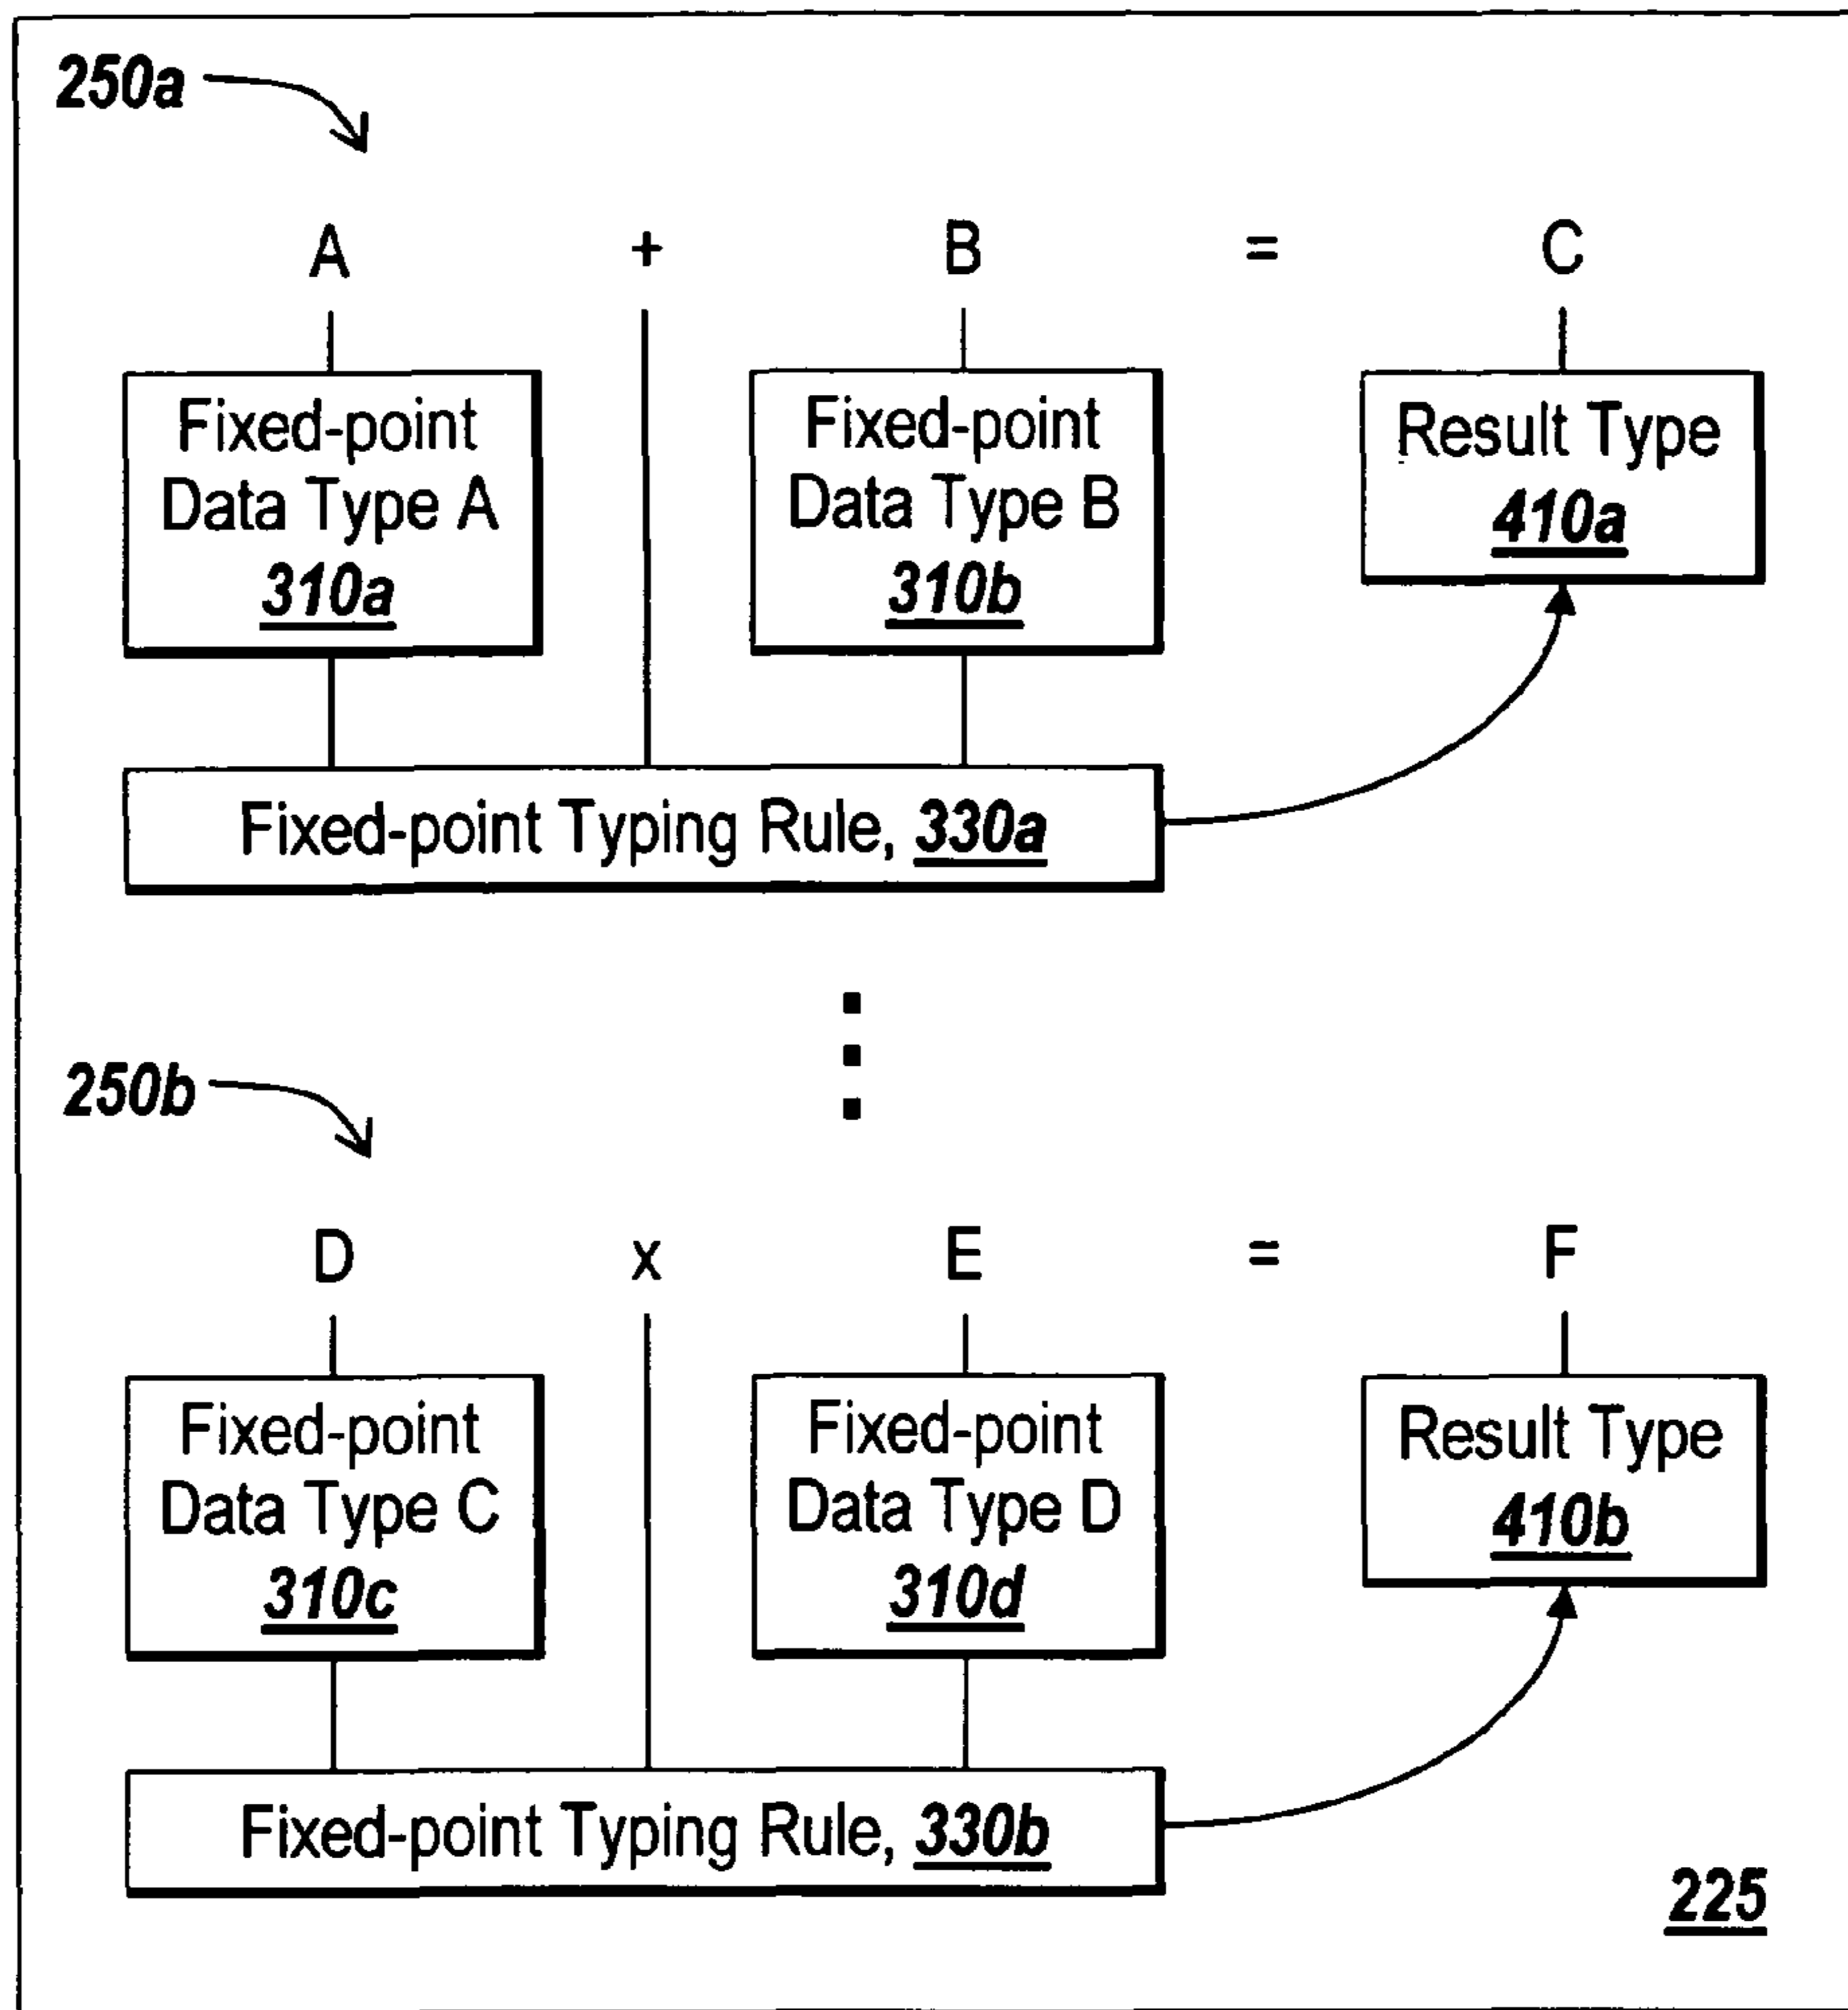 250a
A + B = C
Fixed-point
Data Type A
310a
Fixed-point
Data Type B
310b
Result Type
410a
Fixed-point Typing Rule, 330a
250b
D x E = F
Fixed-point
Data Type C
310c
Fixed-point
Data Type D
310d
Result Type
410b
Fixed-point Typing Rule, 330b
225